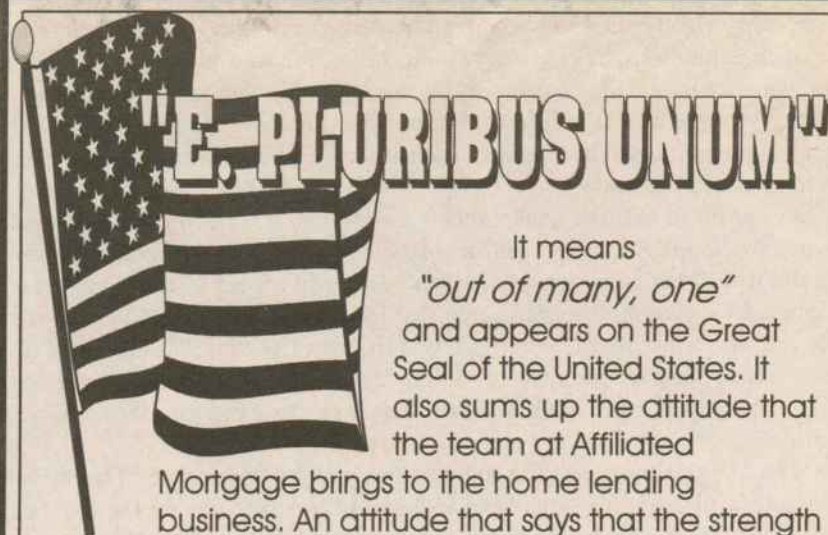 "E. PLURIBUS UNUM"
It means
"out of many, one"
and appears on the Great
Seal of the United States. It
also sums up the attitude that
the team at Affiliated
Mortgage brings to the home lending
business. An attitude that says that the strength